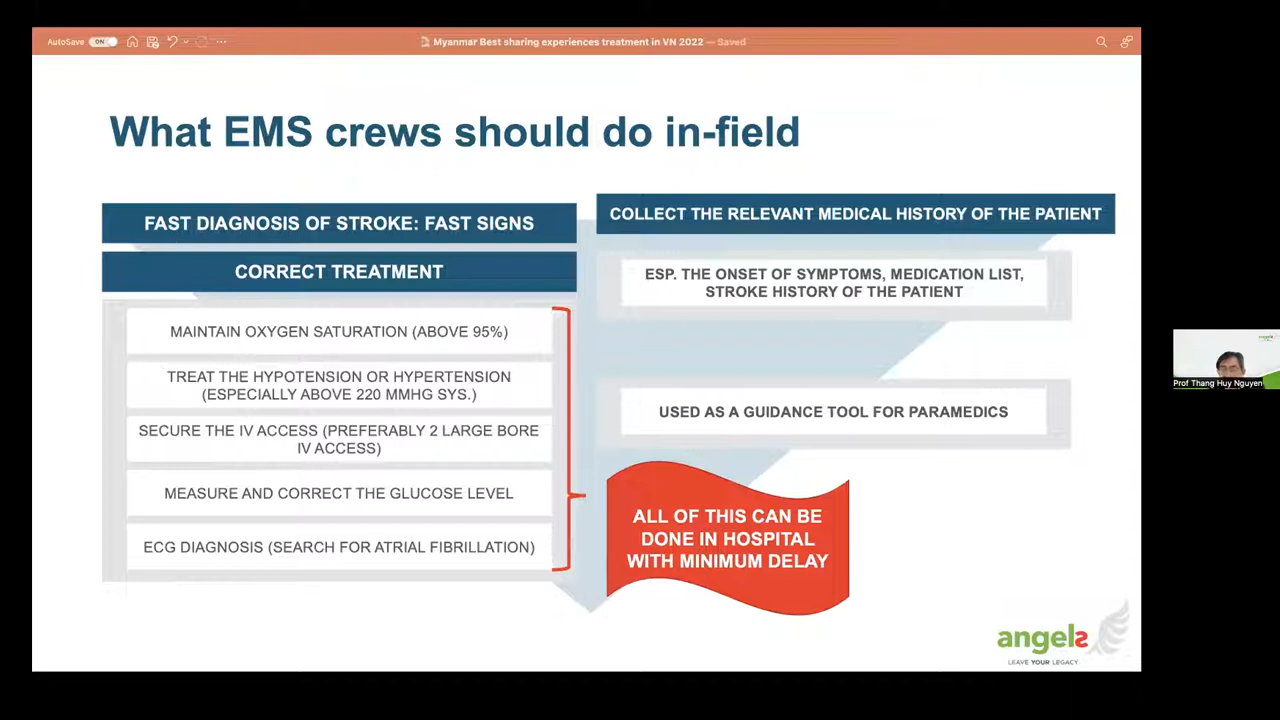 AutoSave ON
Myanmar Best sharing experiences treatment in VN 2022 — Saved
What EMS crews should do in-field
FAST DIAGNOSIS OF STROKE: FAST SIGNS
CORRECT TREATMENT
MAINTAIN OXYGEN SATURATION (ABOVE 95%)
TREAT THE HYPOTENSION OR HYPERTENSION
(ESPECIALLY ABOVE 220 MMHG SYS.)
SECURE THE IV ACCESS (PREFERABLY 2 LARGE BORE
IV ACCESS)
MEASURE AND CORRECT THE GLUCOSE LEVEL
ECG DIAGNOSIS (SEARCH FOR ATRIAL FIBRILLATION)
COLLECT THE RELEVANT MEDICAL HISTORY OF THE PATIENT
ESP. THE ONSET OF SYMPTOMS, MEDICATION LIST,
STROKE HISTORY OF THE PATIENT
USED AS A GUIDANCE TOOL FOR PARAMEDICS
ALL OF THIS CAN BE
DONE IN HOSPITAL
WITH MINIMUM DELAY
angels
LEAVE YOUR LEGACY
angels
Prof Thang Huy Nguyen